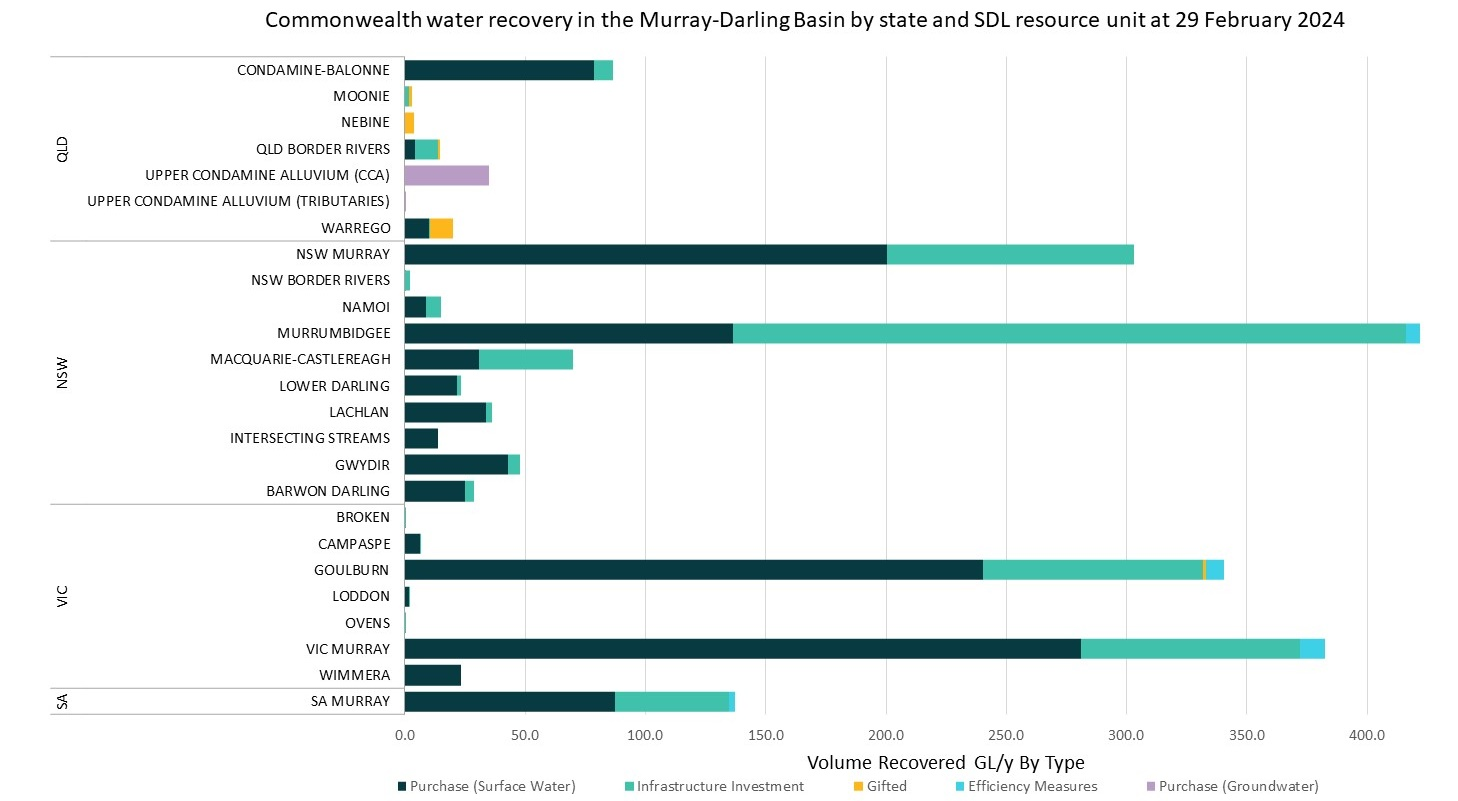 Commonwealth water recovery in the Murray-Darling Basin by state and SDL resource unit at 29 February 2024
QLD
CONDAMINE-BALONNE
MOONIE
NEBINE
QLD BORDER RIVERS
UPPER CONDAMINE ALLUVIUM (CCA)
UPPER CONDAMINE ALLUVIUM (TRIBUTARIES)
WARREGO
NSW
NSW MURRAY
NSW BORDER RIVERS
NAMOI
MURRUMBIDGEE
MACQUARIE-CASTLEREAGH
LOWER DARLING
LACHLAN
INTERSECTING STREAMS
GWYDIR
BARWON DARLING
VIC
BROKEN
CAMPASPE
GOULBURN
LODDON
OVENS
VIC MURRAY
WIMMERA
SA
SA MURRAY
0.0 50.0 100.0 150.0 200.0 250.0 300.0 350.0 400.0
Volume Recovered GL/y By Type
Purchase (Surface Water) Infrastructure Investment Gifted Efficiency Measures Purchase (Groundwater)